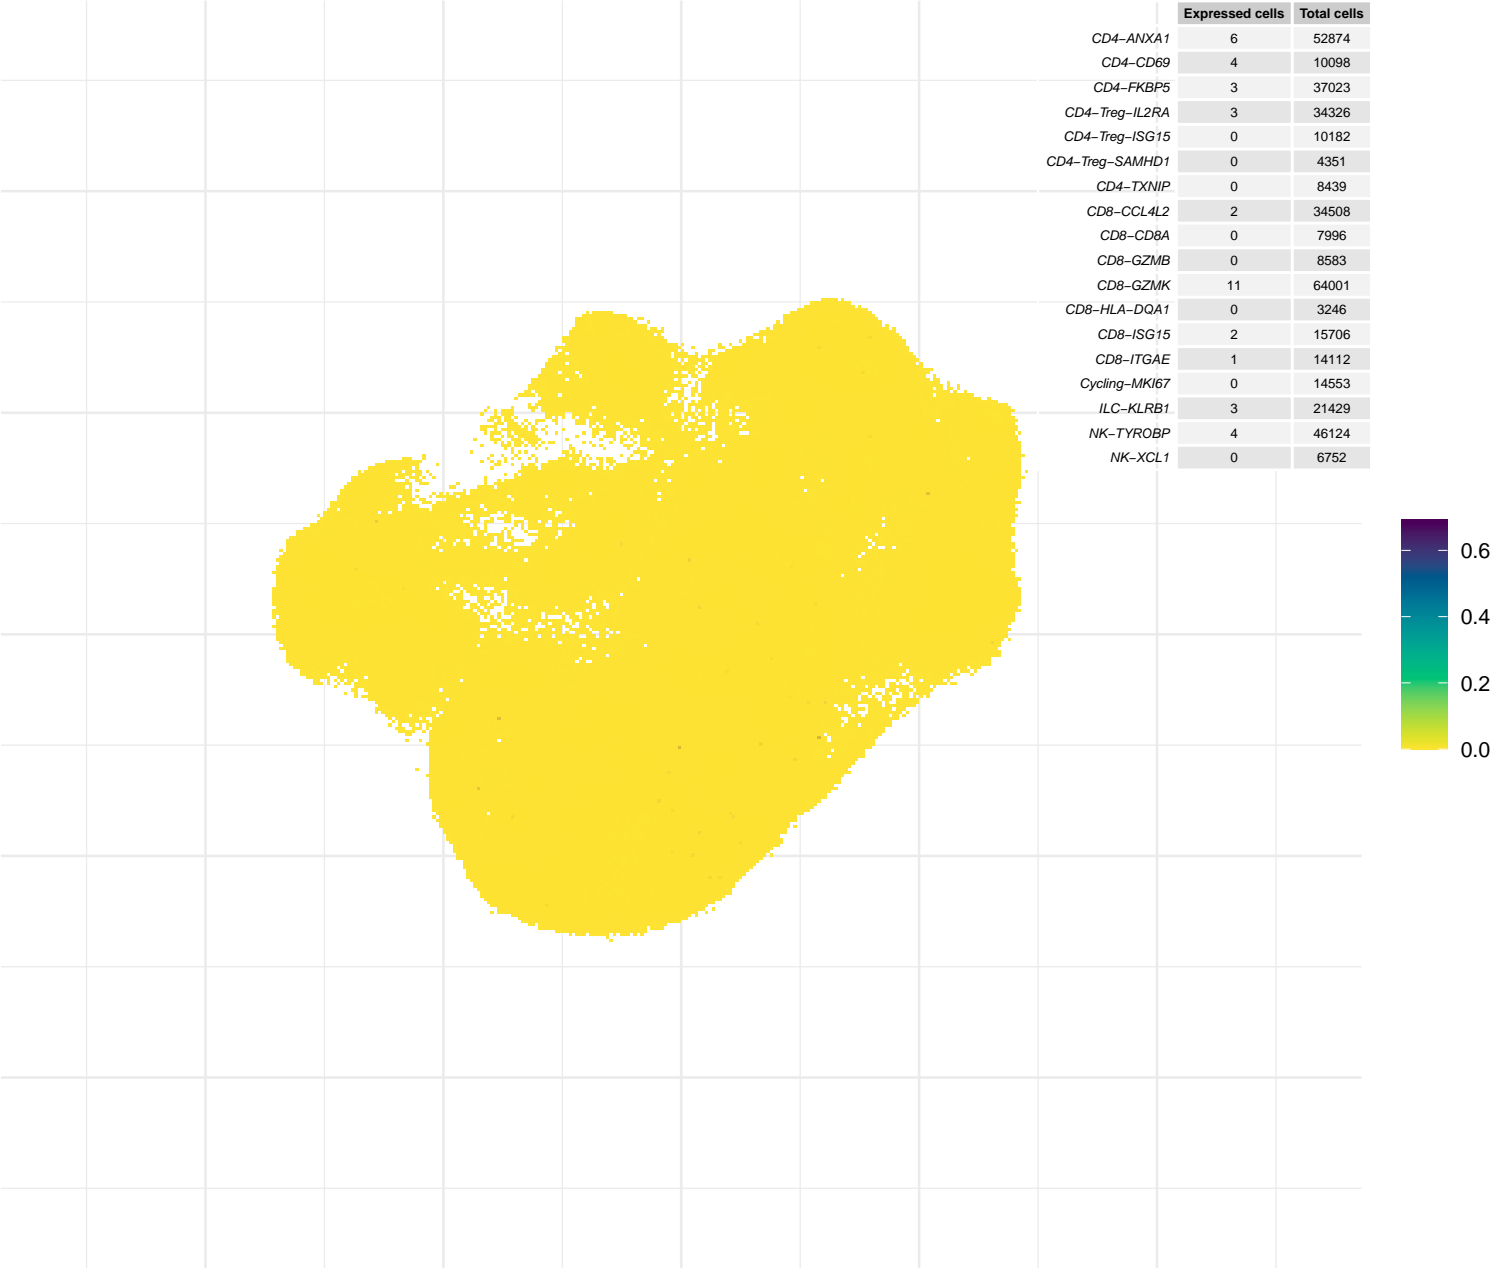 Expressed cells Total cells
CD4−ANXA1 6 52874
CD4−CD69 4 10098
CD4−FKBP5 3 37023
CD4−Treg−IL2RA 3 34326
CD4−Treg−ISG15 0 10182
CD4−Treg−SAMHD1 0 4351
CD4−TXNIP 0 8439
CD8−CCL4L2 2 34508
CD8−CD8A 0 7996
CD8−GZMB 0 8583
CD8−GZMK 11 64001
CD8−HLA−DQA1 0 3246
CD8−ISG15 2 15706
CD8−ITGAE 1 14112
Cycling−MKI67 0 14553
ILC−KLRB1 3 21429
NK−TYROBP 4 46124
NK−XCL1 0 6752
0.6
0.4
0.2
0.0